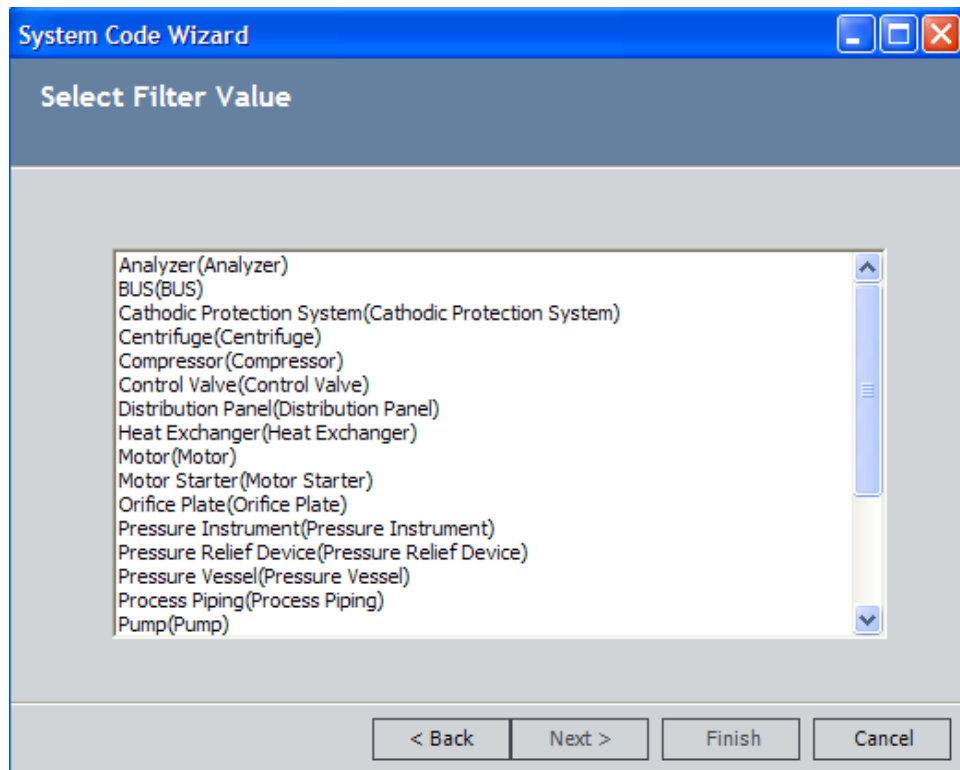 System Code Wizard
Select Filter Value
Analyzer(Analyzer)
BUS(BUS)
Cathodic Protection System(Cathodic Protection System)
Centrifuge(Centrifuge)
Compressor(Compressor)
Control Valve(Control Valve)
Distribution Panel(Distribution Panel)
Heat Exchanger(Heat Exchanger)
Motor(Motor)
Motor Starter(Motor Starter)
Orifice Plate(Orifice Plate)
Pressure Instrument(Pressure Instrument)
Pressure Relief Device(Pressure Relief Device)
Pressure Vessel(Pressure Vessel)
Process Piping(Process Piping)
Pump(Pump)
< Back Next > Finish Cancel